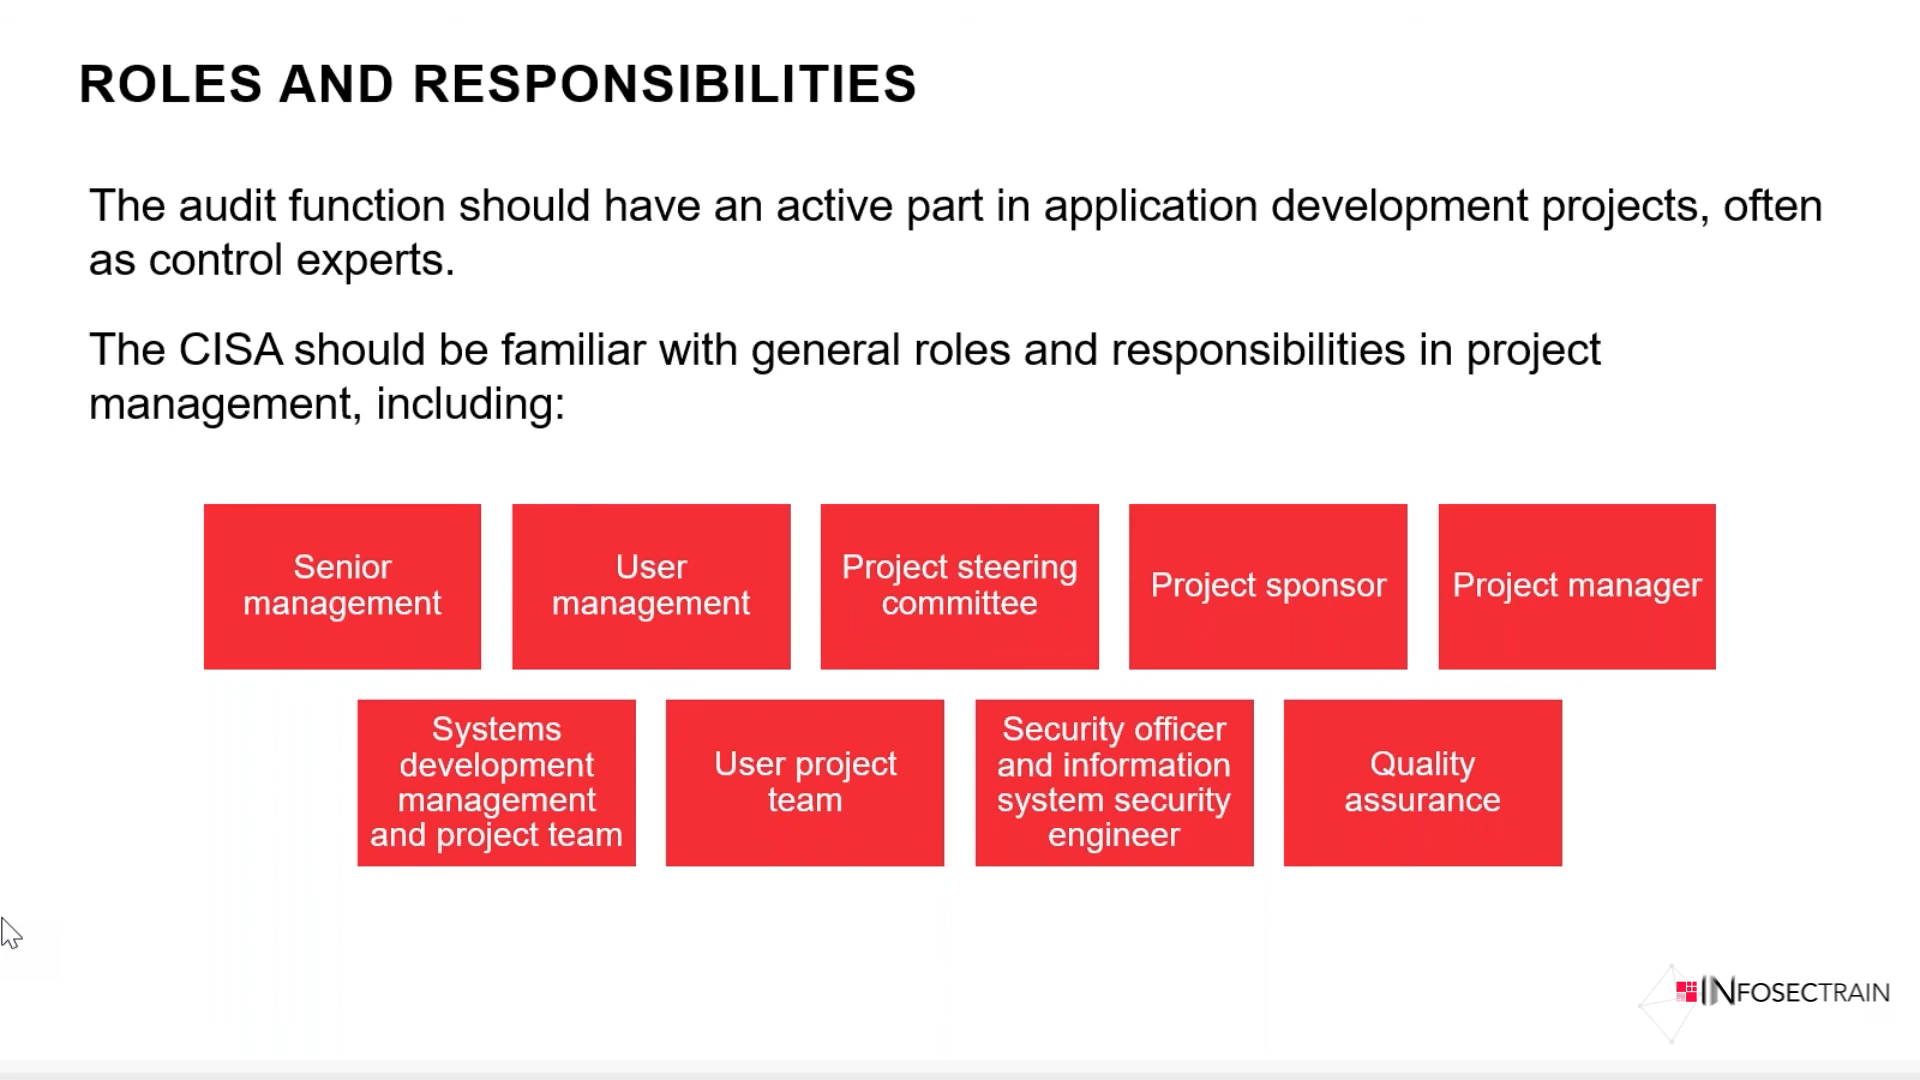 ROLES AND RESPONSIBILITIES
The audit function should have an active part in application development projects, often
as control experts.
The CISA should be familiar with general roles and responsibilities in project
management, including:
Senior
management
User
management
Project steering
committee
Project sponsor
Project manager
Systems
development
management
and project team
User project
team
Security officer
and information
system security
engineer
Quality
assurance
INFOSECTRAIN